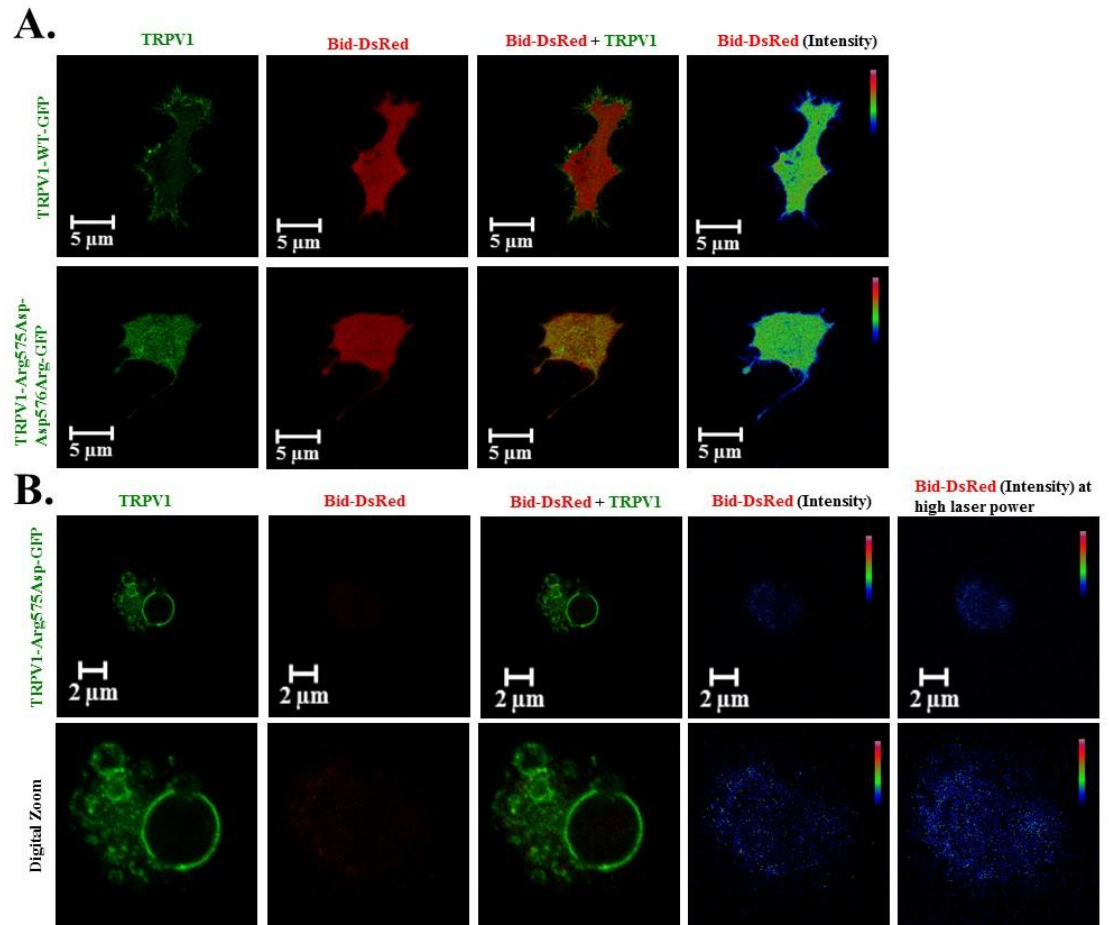 A.
TRPV1
Bid-DsRed
Bid-DsRed + TRPV1
Bid-DsRed (Intensity)
TRPV1-WT-GFP
5 µm
5 µm
5 µm
5 µm
TRPV1-Arg575Asp-
Asp576Arg-GFP
5 µm
5 µm
5 µm
5 µm
B.
TRPV1
Bid-DsRed
Bid-DsRed + TRPV1
Bid-DsRed (Intensity)
Bid-DsRed (Intensity) at
high laser power
TRPV1-Arg575Asp-GFP
2 µm
2 µm
2 µm
2 µm
2 µm
Digital Zoom